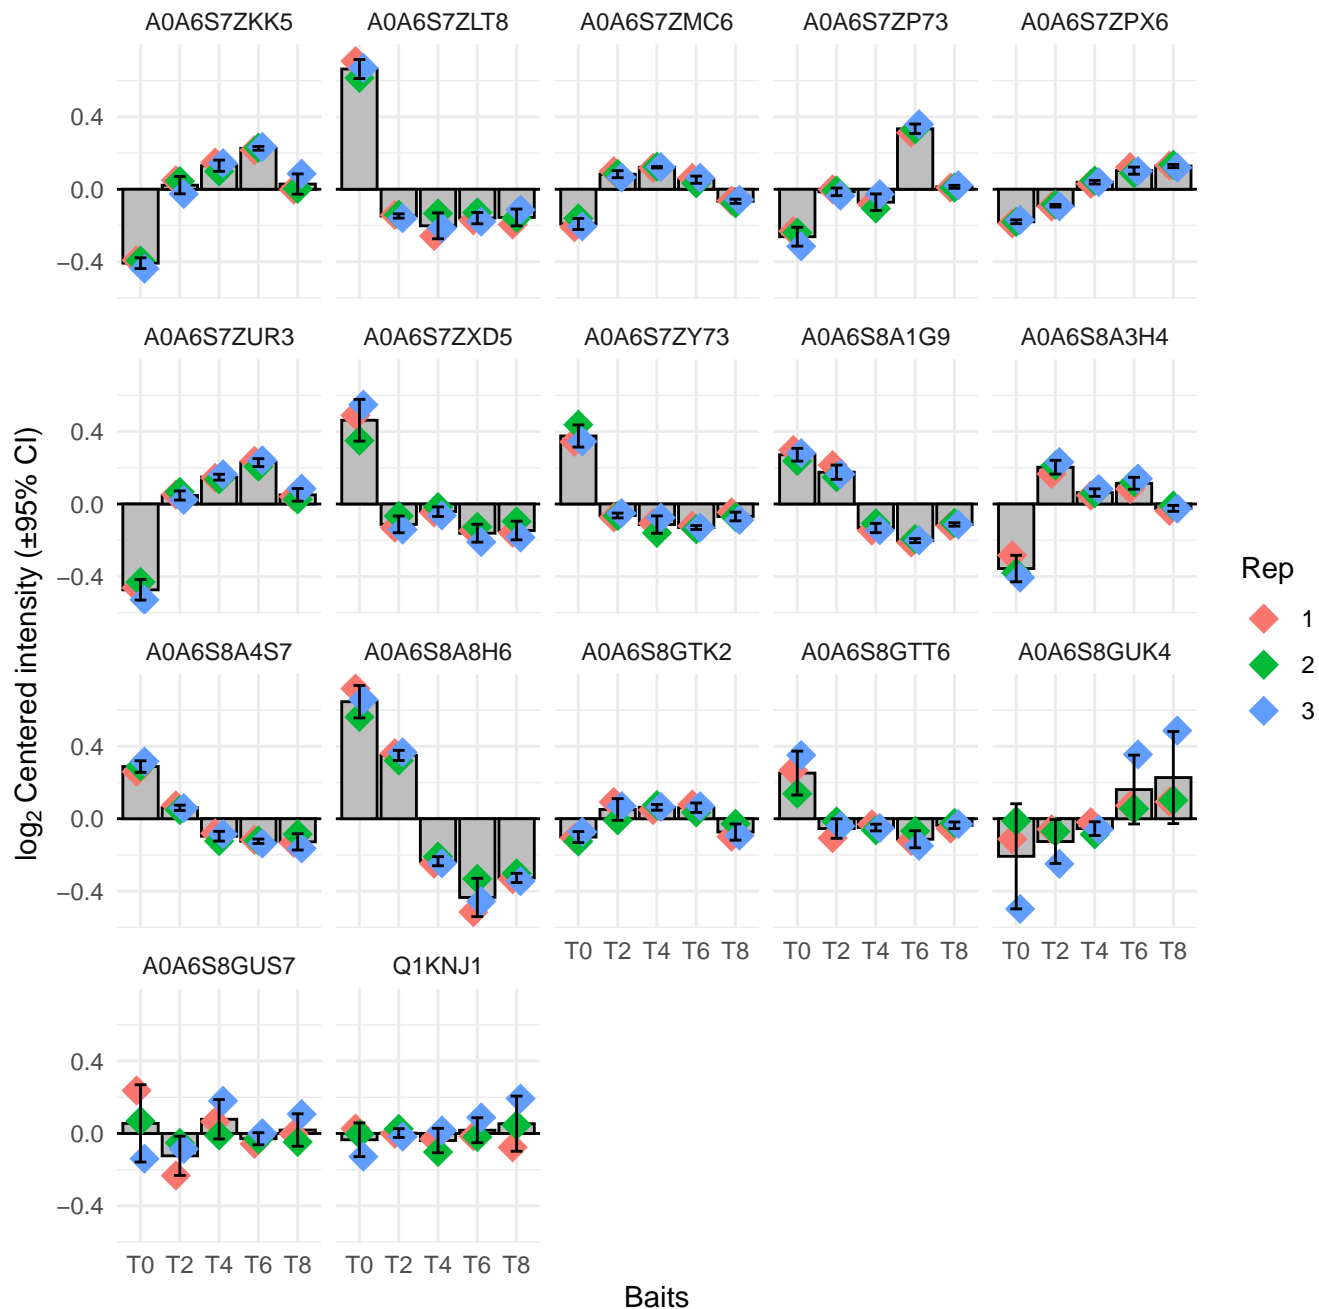 A0A6S7ZKK5 A0A6S7ZLT8 A0A6S7ZMC6 A0A6S7ZP73 A0A6S7ZPX6
0.4
0.0
−0.4
A0A6S7ZUR3 A0A6S7ZXD5 A0A6S7ZY73 A0A6S8A1G9 A0A6S8A3H4
0.4
0.0
−0.4
A0A6S8A4S7 A0A6S8A8H6 A0A6S8GTK2 A0A6S8GTT6 A0A6S8GUK4
0.4
0.0
−0.4
T0 T2 T4 T6 T8 T0 T2 T4 T6 T8 T0 T2 T4 T6 T8
A0A6S8GUS7 Q1KNJ1
0.4
0.0
−0.4
T0 T2 T4 T6 T8 T0 T2 T4 T6 T8
Baits
log2 Centered intensity (±95% CI)
Rep
1
2
3